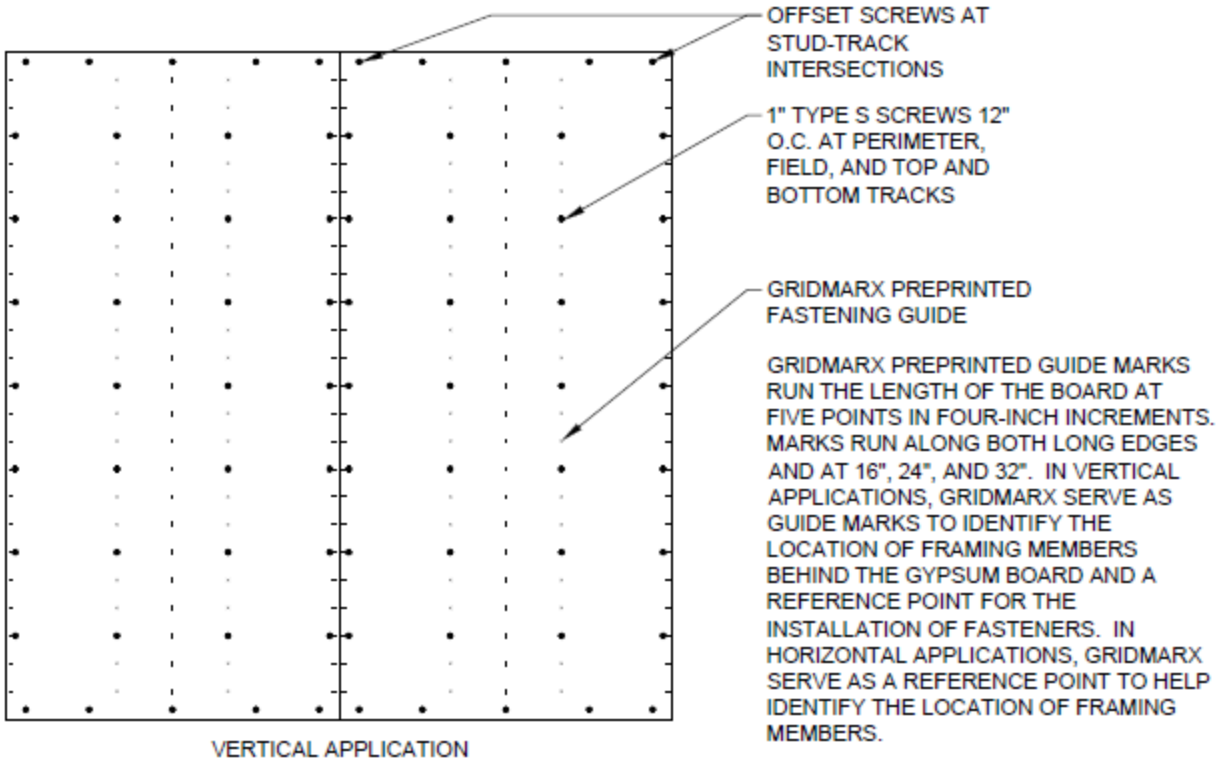 OFFSET SCREWS AT
STUD-TRACK
INTERSECTIONS
1" TYPE S SCREWS 12"
O.C. AT PERIMETER,
FIELD, AND TOP AND
BOTTOM TRACKS
GRIDMARX PREPRINTED
FASTENING GUIDE
GRIDMARX PREPRINTED GUIDE MARKS
RUN THE LENGTH OF THE BOARD AT
FIVE POINTS IN FOUR-INCH INCREMENTS.
MARKS RUN ALONG BOTH LONG EDGES
AND AT 16", 24", AND 32". IN VERTICAL
APPLICATIONS, GRIDMARX SERVE AS
GUIDE MARKS TO IDENTIFY THE
LOCATION OF FRAMING MEMBERS
BEHIND THE GYPSUM BOARD AND A
REFERENCE POINT FOR THE
INSTALLATION OF FASTENERS. IN
HORIZONTAL APPLICATIONS, GRIDMARX
SERVE AS A REFERENCE POINT TO HELP
IDENTIFY THE LOCATION OF FRAMING
MEMBERS.
VERTICAL APPLICATION